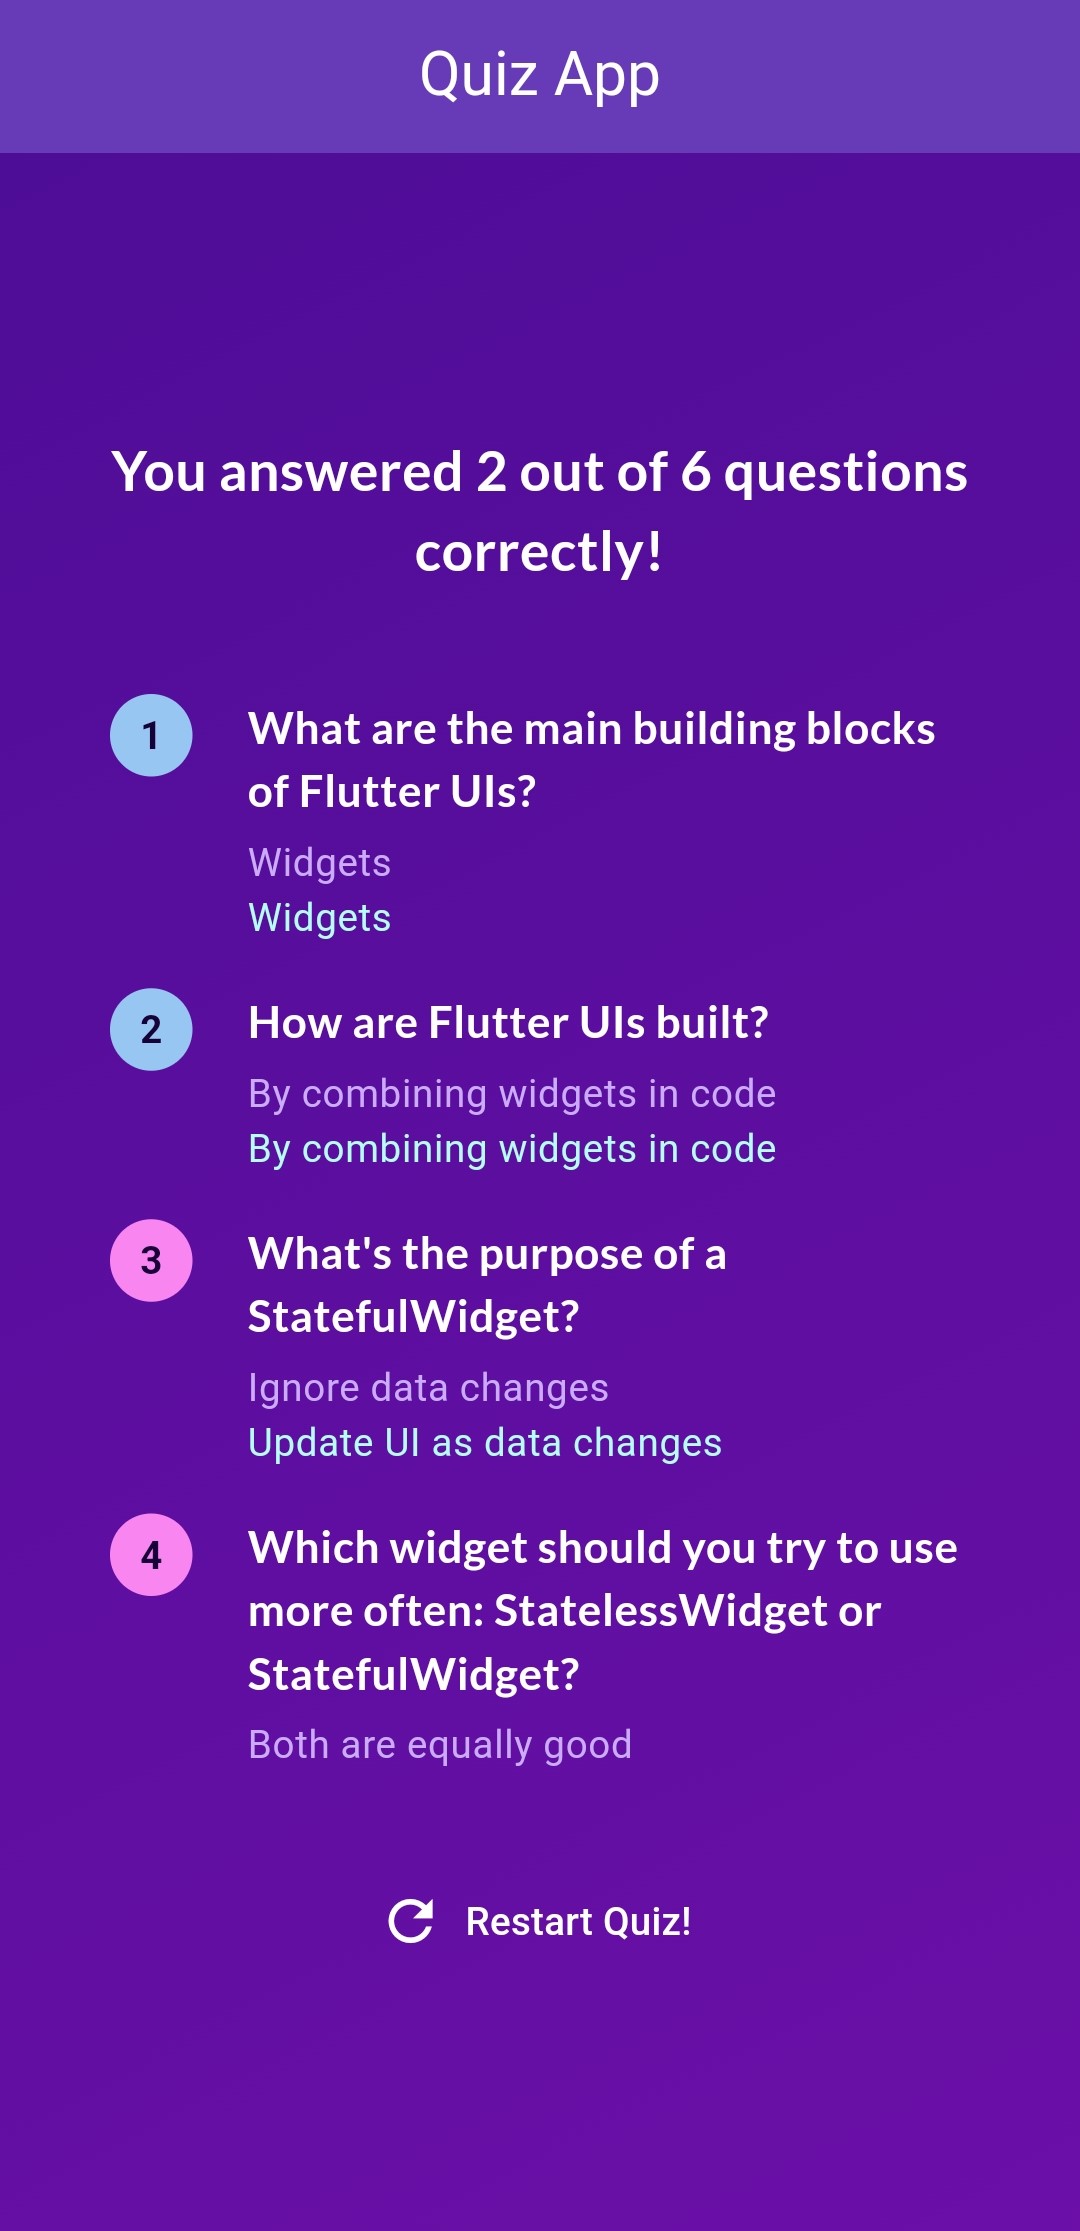 Quiz App
You answered 2 out of 6 questions
correctly!
1
What are the main building blocks
of Flutter UIs?
Widgets
Widgets
2
How are Flutter UIs built?
By combining widgets in code
By combining widgets in code
3
What's the purpose of a
StatefulWidget?
Ignore data changes
Update UI as data changes
4
Which widget should you try to use
more often: StatelessWidget or
StatefulWidget?
Both are equally good
Restart Quiz!